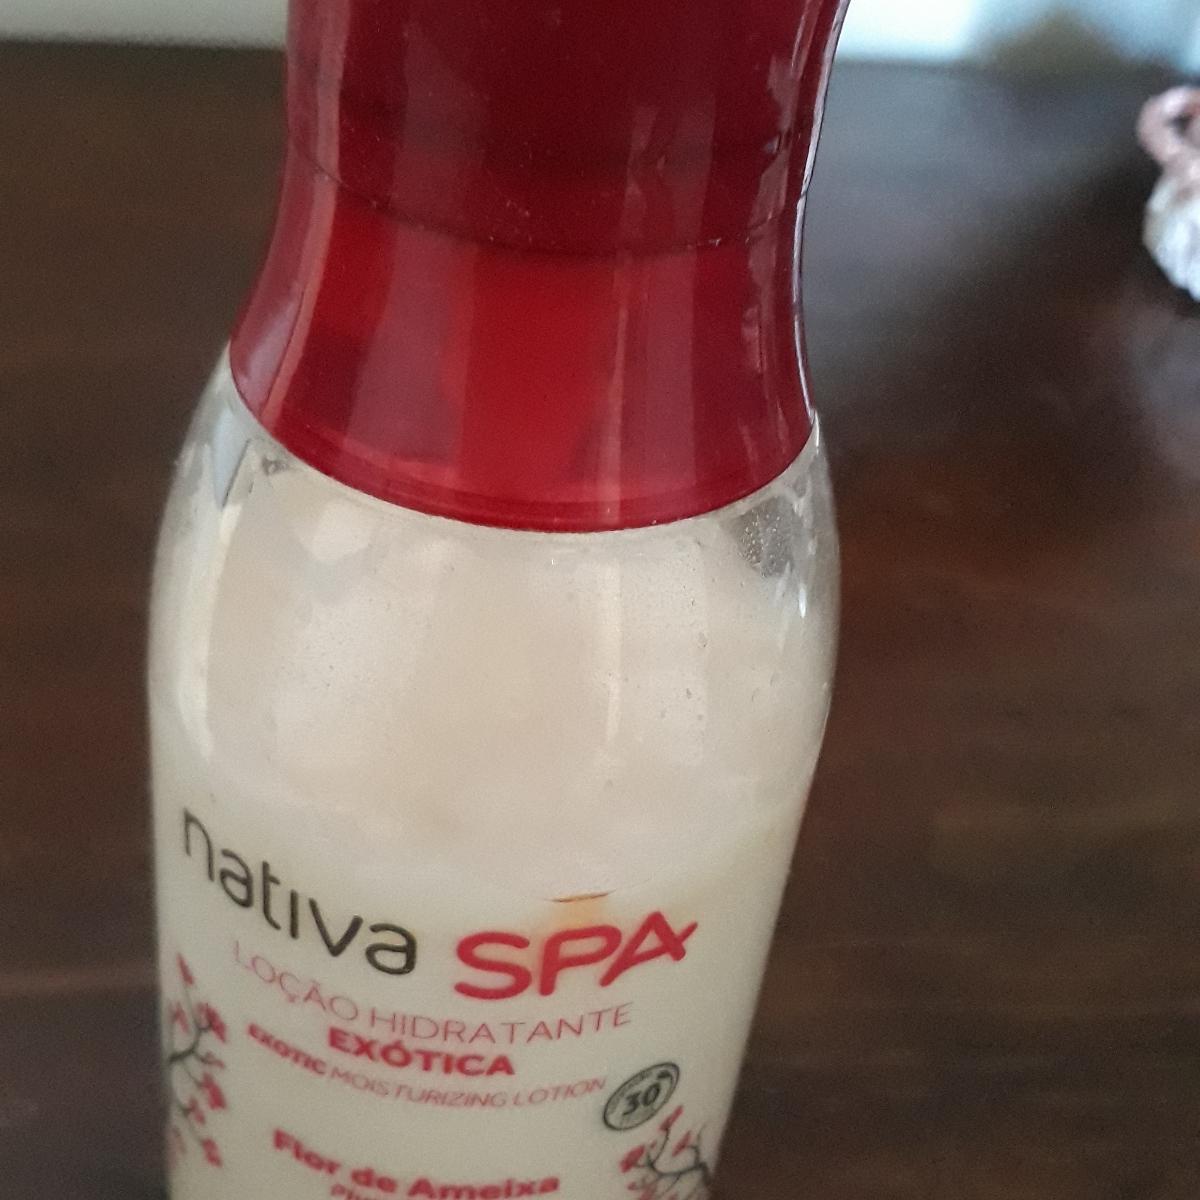 nativa SPA
LOÇÃO HIDRATANTE
EXÓTICA
EXOTIC MOISTURIZING LOTION
30
Flor de Ameixa